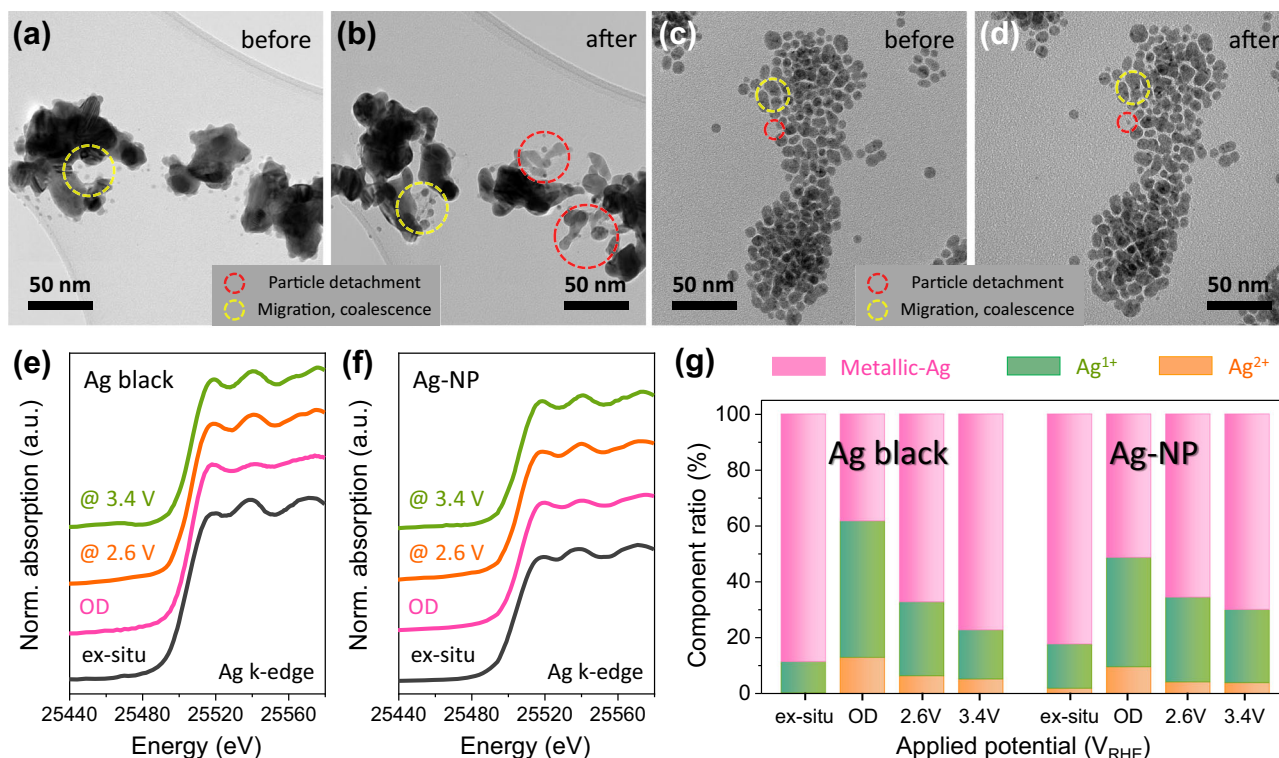 (a) before
50 nm
(b) after
50 nm
Particle detachment
Migration, coalescence
(c) before
50 nm
(d) after
50 nm
Particle detachment
Migration, coalescence
(e)
Ag black
@ 3.4 V
@ 2.6 V
OD
ex-situ
Ag k-edge
Norm. absorption (a.u.)
25440 25480 25520 25560
Energy (eV)
(f)
Ag-NP
@ 3.4 V
@ 2.6 V
OD
ex-situ
Ag k-edge
Norm. absorption (a.u.)
25440 25480 25520 25560
Energy (eV)
(g)
Metallic-Ag Ag¹⁺ Ag²⁺
Ag black Ag-NP
Component ratio (%)
100
80
60
40
20
0
ex-situ OD 2.6V 3.4V ex-situ OD 2.6V 3.4V
Applied potential (V_RHE)